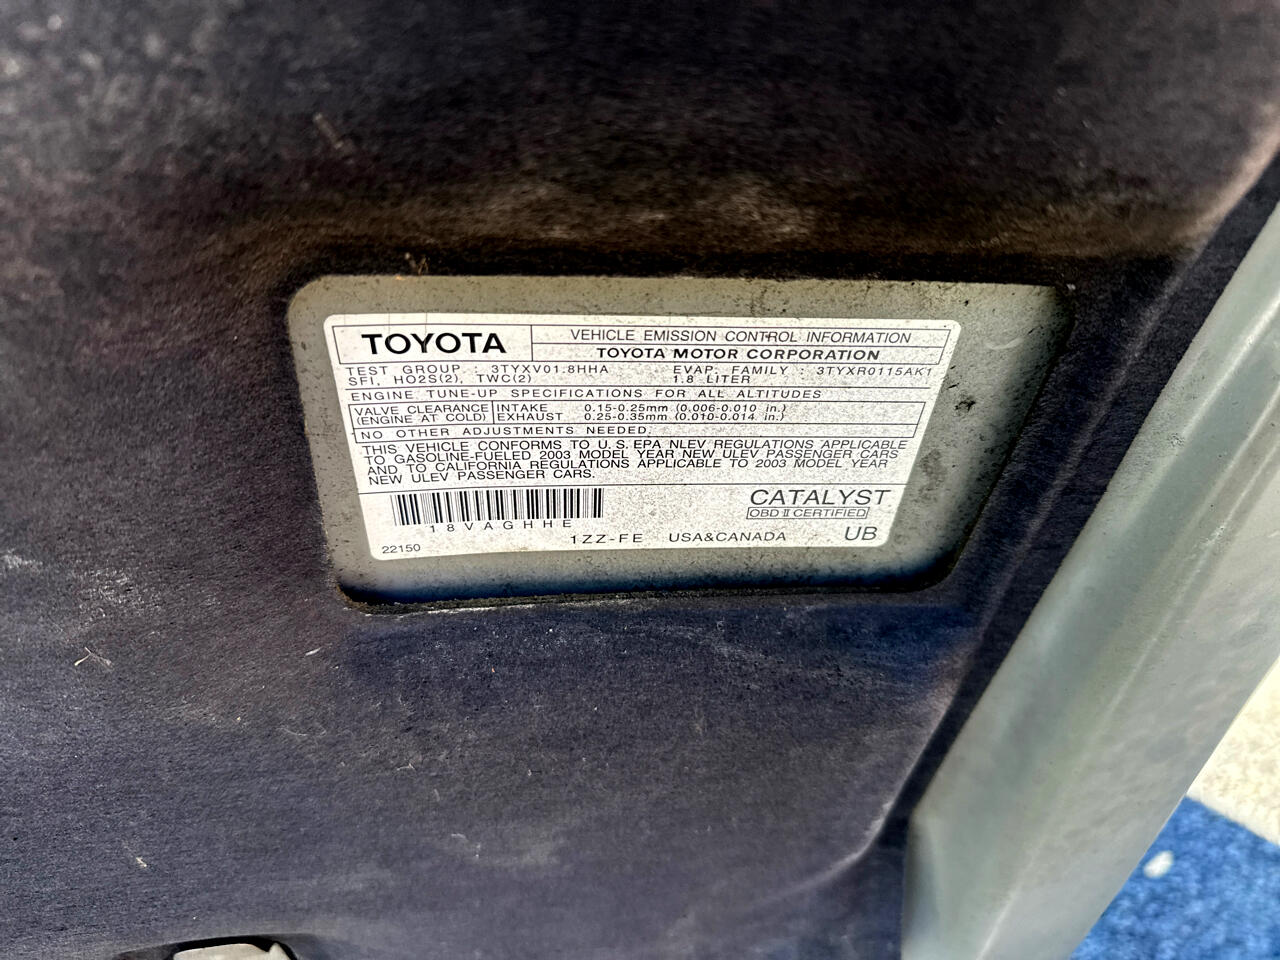 TOYOTA
VEHICLE EMISSION CONTROL INFORMATION
TOYOTA MOTOR CORPORATION
TEST GROUP : 3TYXV01.8HHA EVAP. FAMILY : 3TYXR0115AK1
SFI, HO2S(2), TWC(2) 1.8 LITER
ENGINE TUNE-UP SPECIFICATIONS FOR ALL ALTITUDES
VALVE CLEARANCE INTAKE 0.15-0.25mm (0.006-0.010 in.)
(ENGINE AT COLD) EXHAUST 0.25-0.35mm (0.010-0.014 in.)
NO OTHER ADJUSTMENTS NEEDED.
THIS VEHICLE CONFORMS TO U.S.EPA NLEV REGULATIONS APPLICABLE
TO GASOLINE-FUELED 2003 MODEL YEAR NEW ULEV PASSENGER CARS
AND TO CALIFORNIA REGULATIONS APPLICABLE TO 2003 MODEL YEAR
NEW ULEV PASSENGER CARS.
CATALYST
OBD II CERTIFIED
18VAGHHE
22150 1ZZ-FE USA&CANADA UB